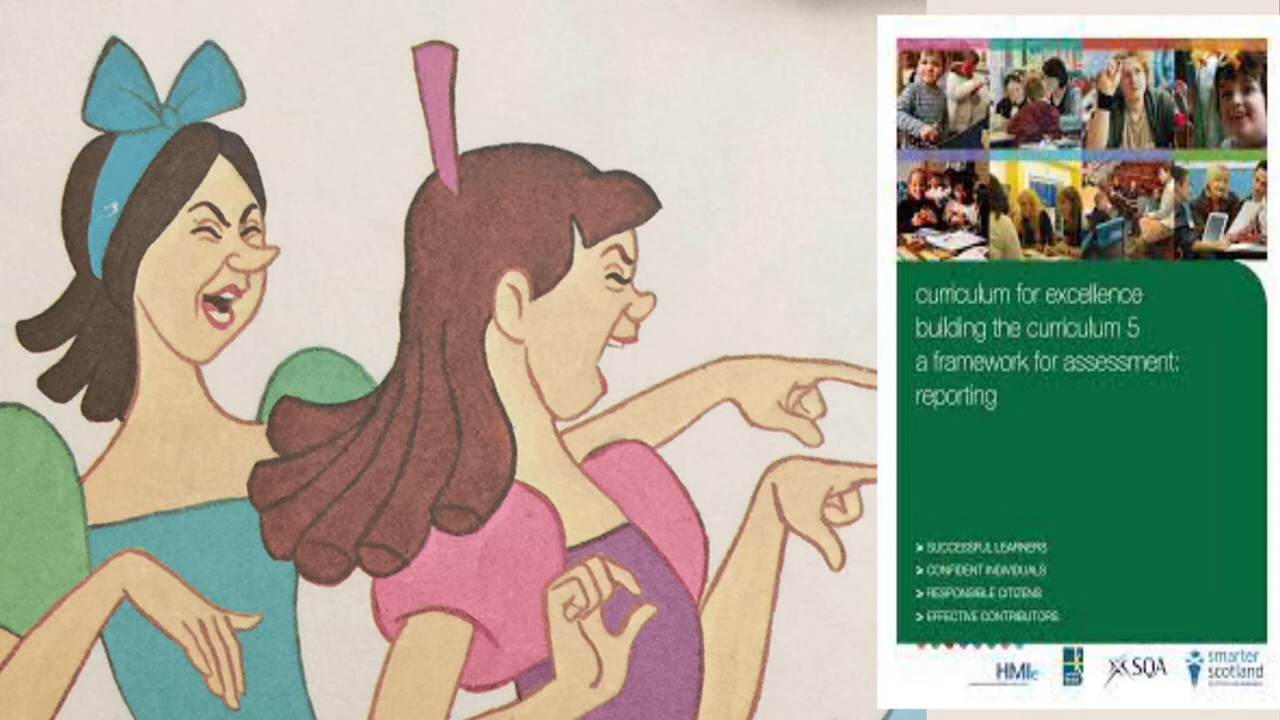 curriculum for excellence
building the curriculum 5
a framework for assessment:
reporting
> SUCCESSFUL LEARNERS
> CONFIDENT INDIVIDUALS
> RESPONSIBLE CITIZENS
> EFFECTIVE CONTRIBUTORS
HMIe
SQA
smarter
scotland